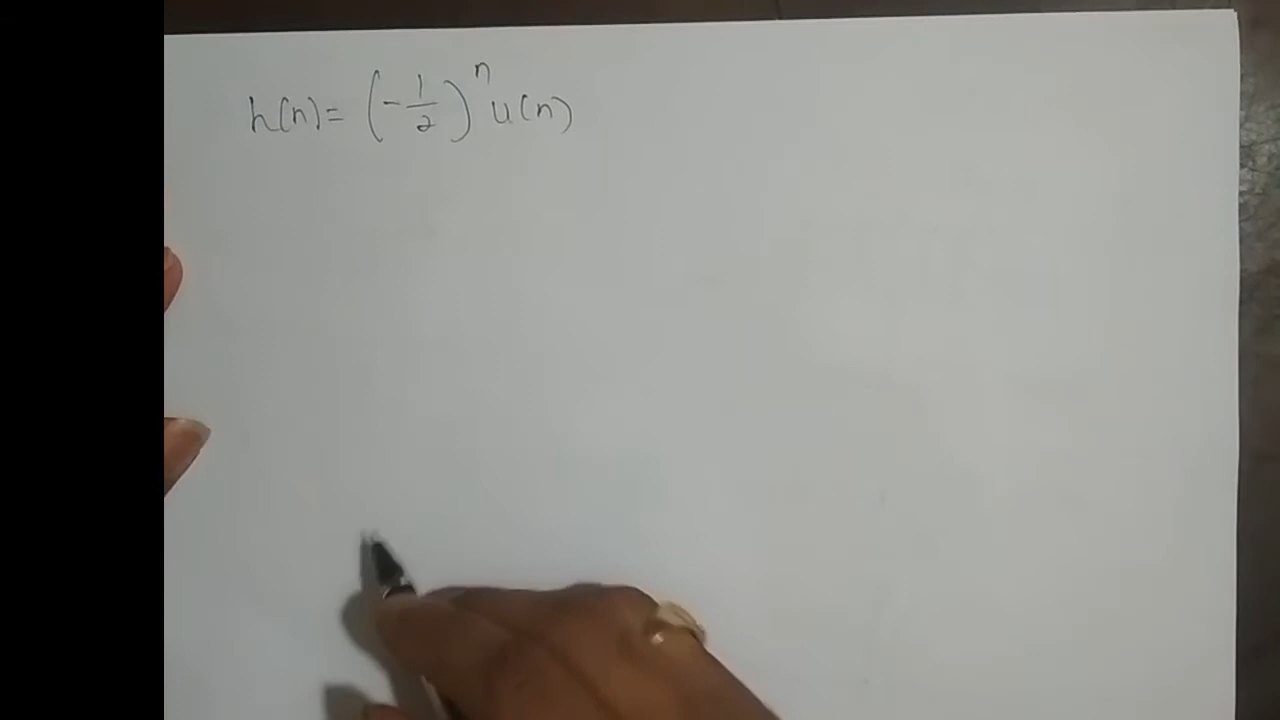 h(n) = (-1/2)^n u(n)